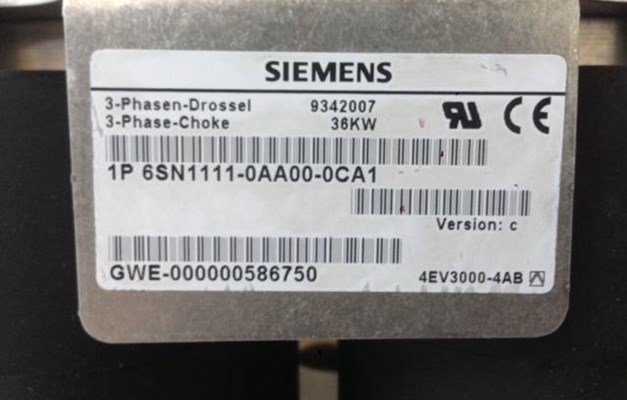 SIEMENS
3-Phasen-Drossel 9342007
3-Phase-Choke 36KW
1P 6SN1111-0AA00-0CA1
Version: c
GWE-000000586750
4EV3000-4AB